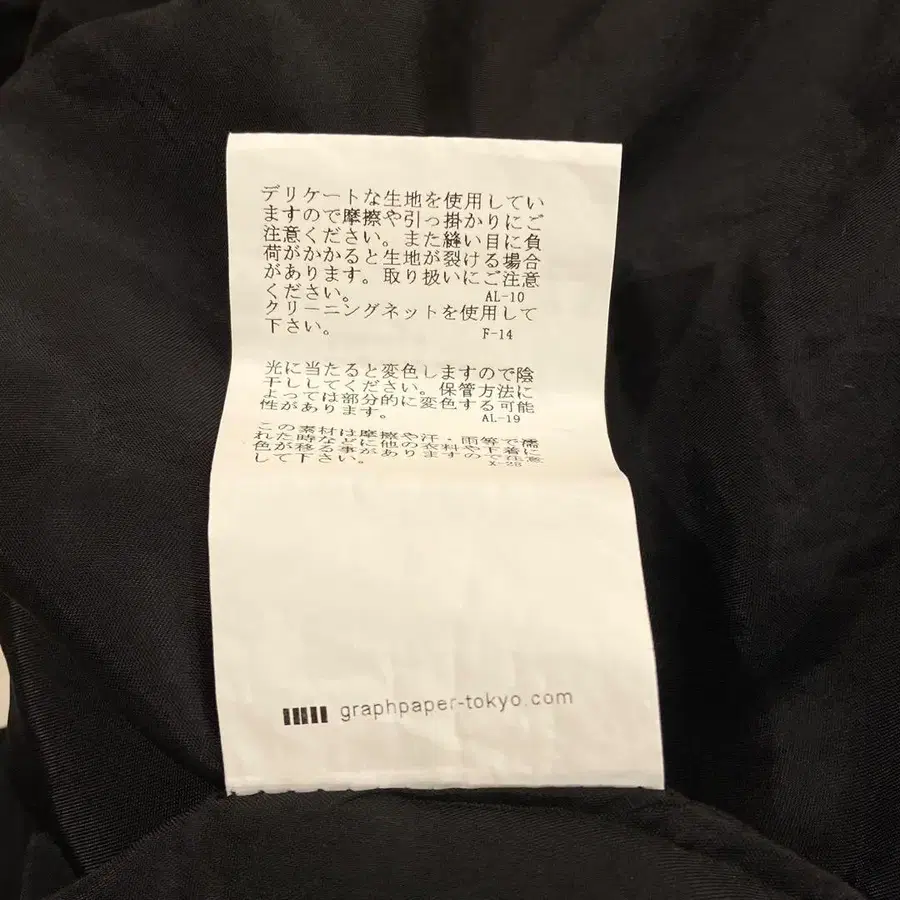 デリケートな生地を使用してい
ますので摩擦や引っ掛かりにご
注意ください。また縫い目に負
荷がかかると生地が裂ける場合
があります。取り扱いにご注意
ください。 AL-10
クリーニングネットを使用して
下さい。 F-14
光に当たると変色しますので陰
干ししてください。保管方法に
よっては部分的に変色する可能
性があります。 AL-19
この素材は摩擦や汗・雨等で濡
れた時などに他の衣料や下着に
色が移る事がありますので注意
して下さい。 X-28
graphpaper-tokyo.com